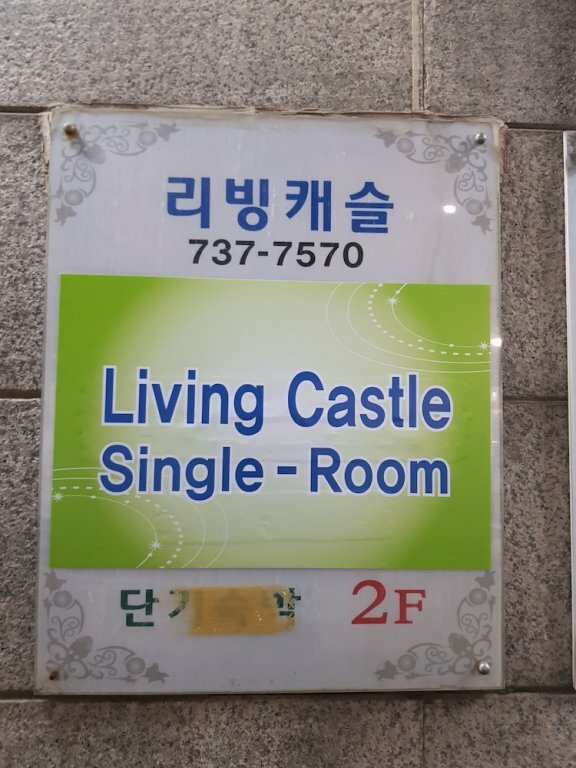 리빙캐슬
737-7570
Living Castle
Single-Room
2F